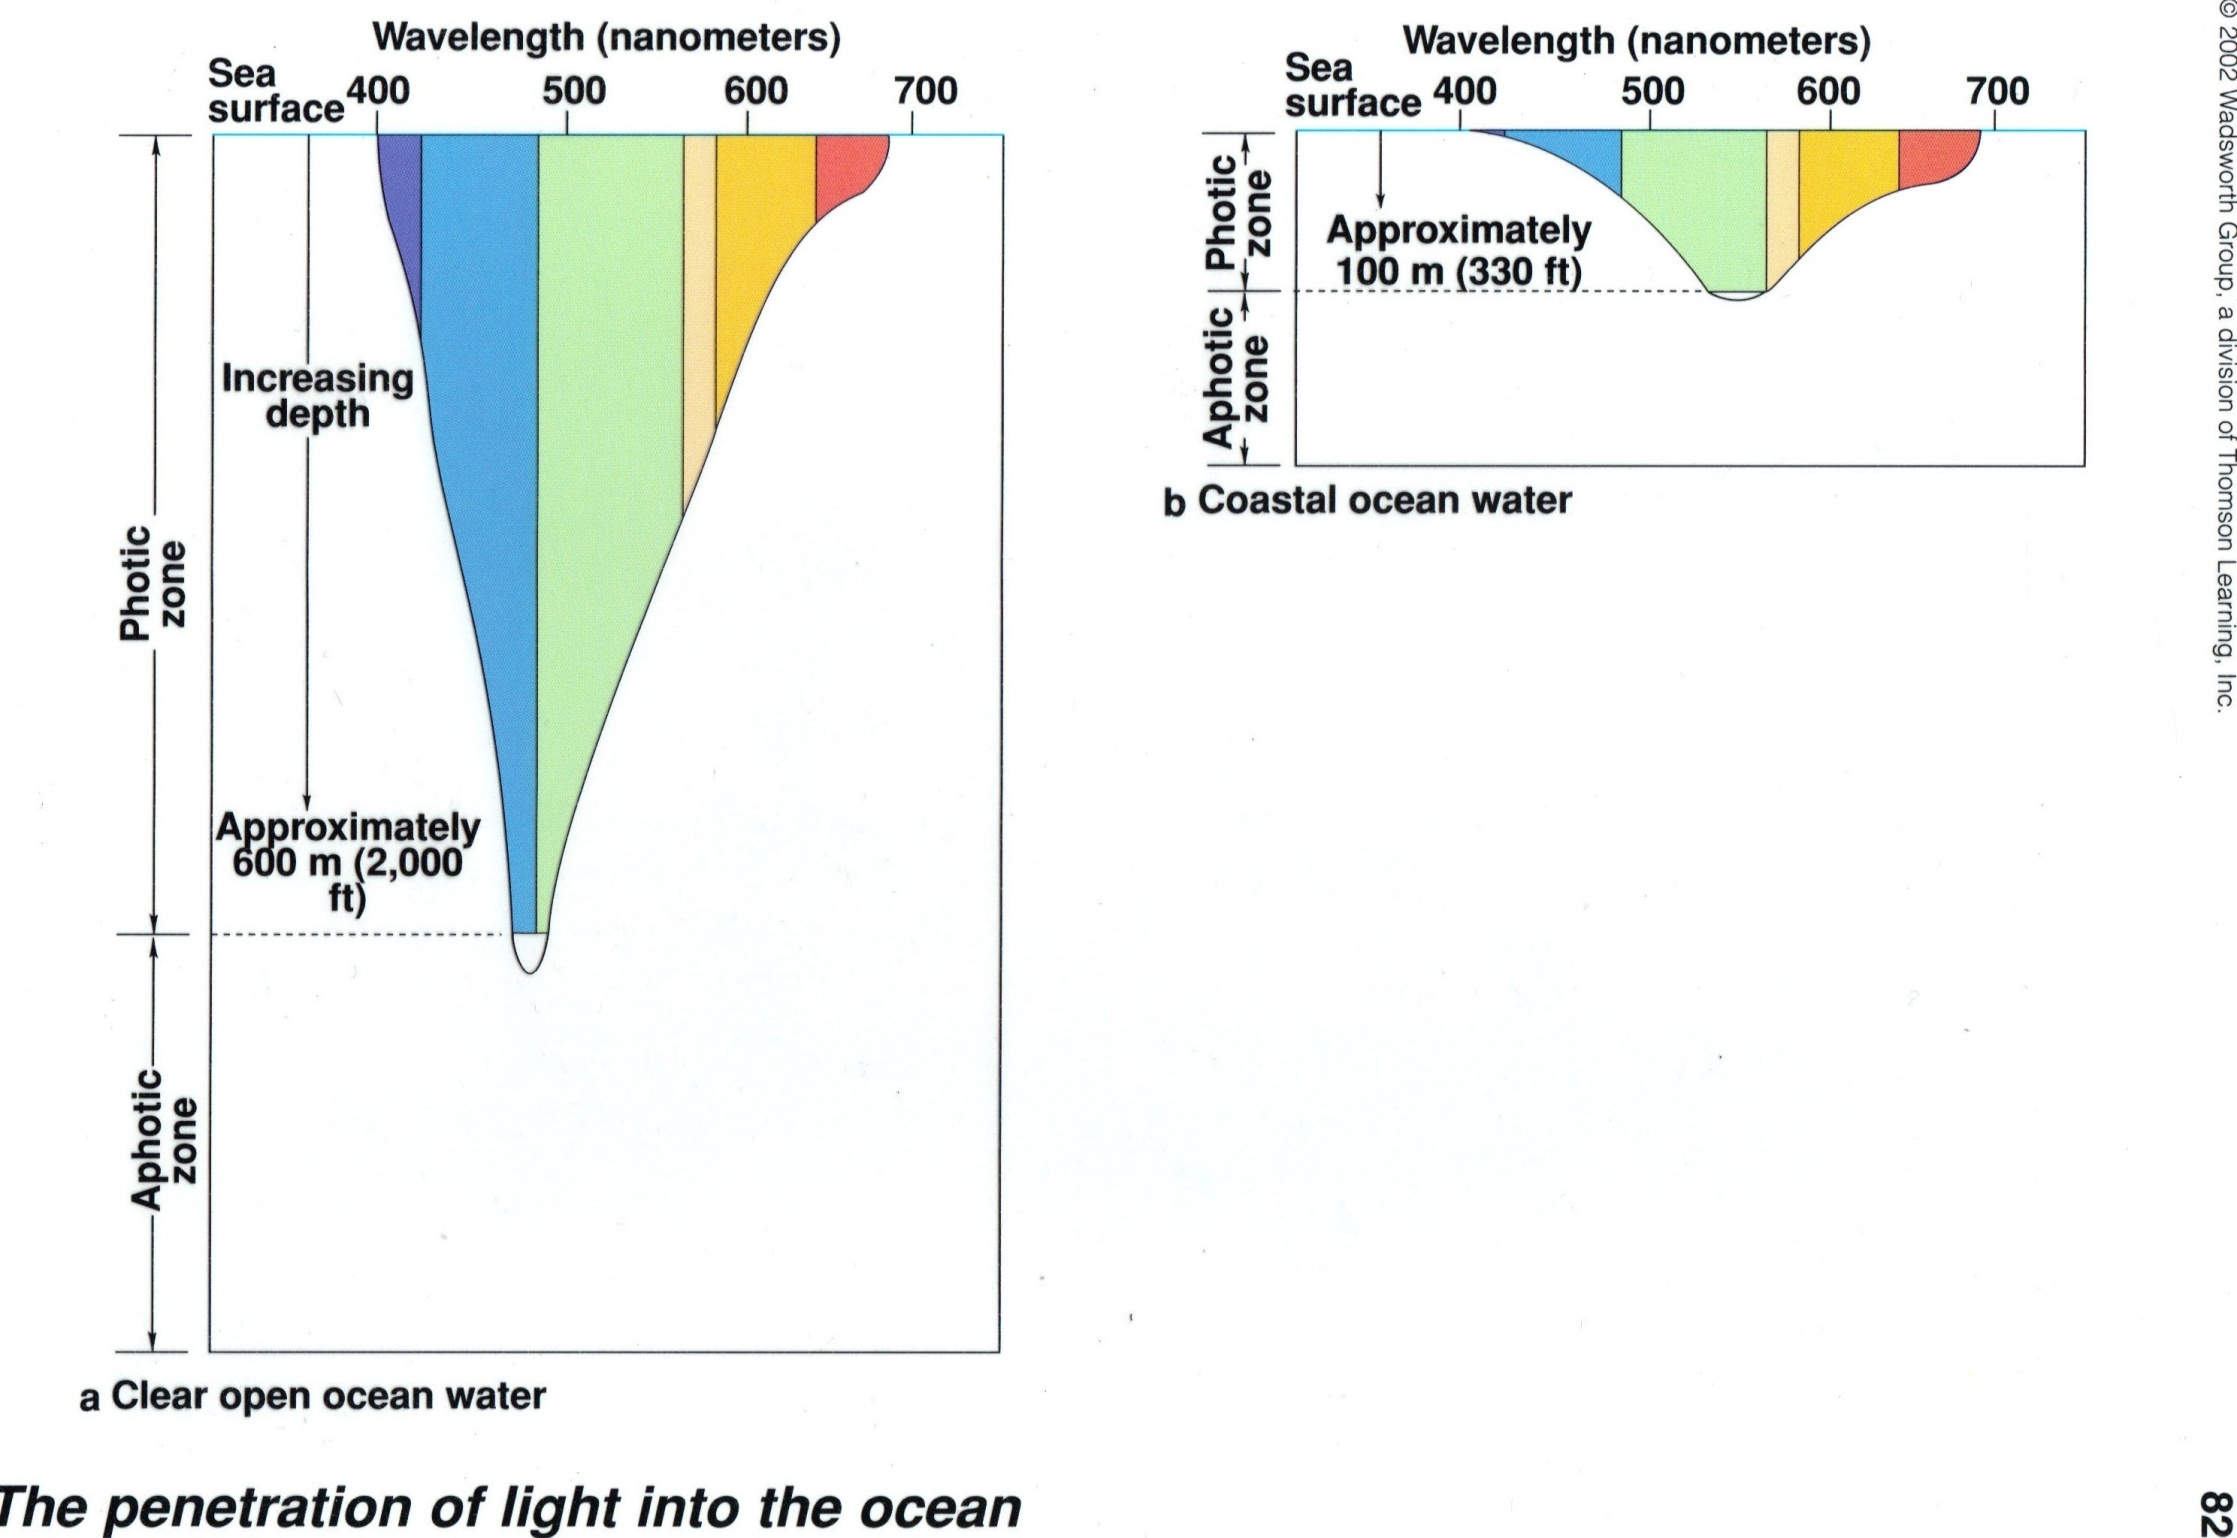 Wavelength (nanometers)
Sea
surface
400 500 600 700
Increasing
depth
Photic
zone
Approximately
600 m (2,000
ft)
Aphotic
zone
a Clear open ocean water
Wavelength (nanometers)
Sea
surface
400 500 600 700
Photic
zone
Approximately
100 m (330 ft)
Aphotic
zone
b Coastal ocean water
© 2002 Wadsworth Group, a division of Thomson Learning, Inc.
The penetration of light into the ocean
82